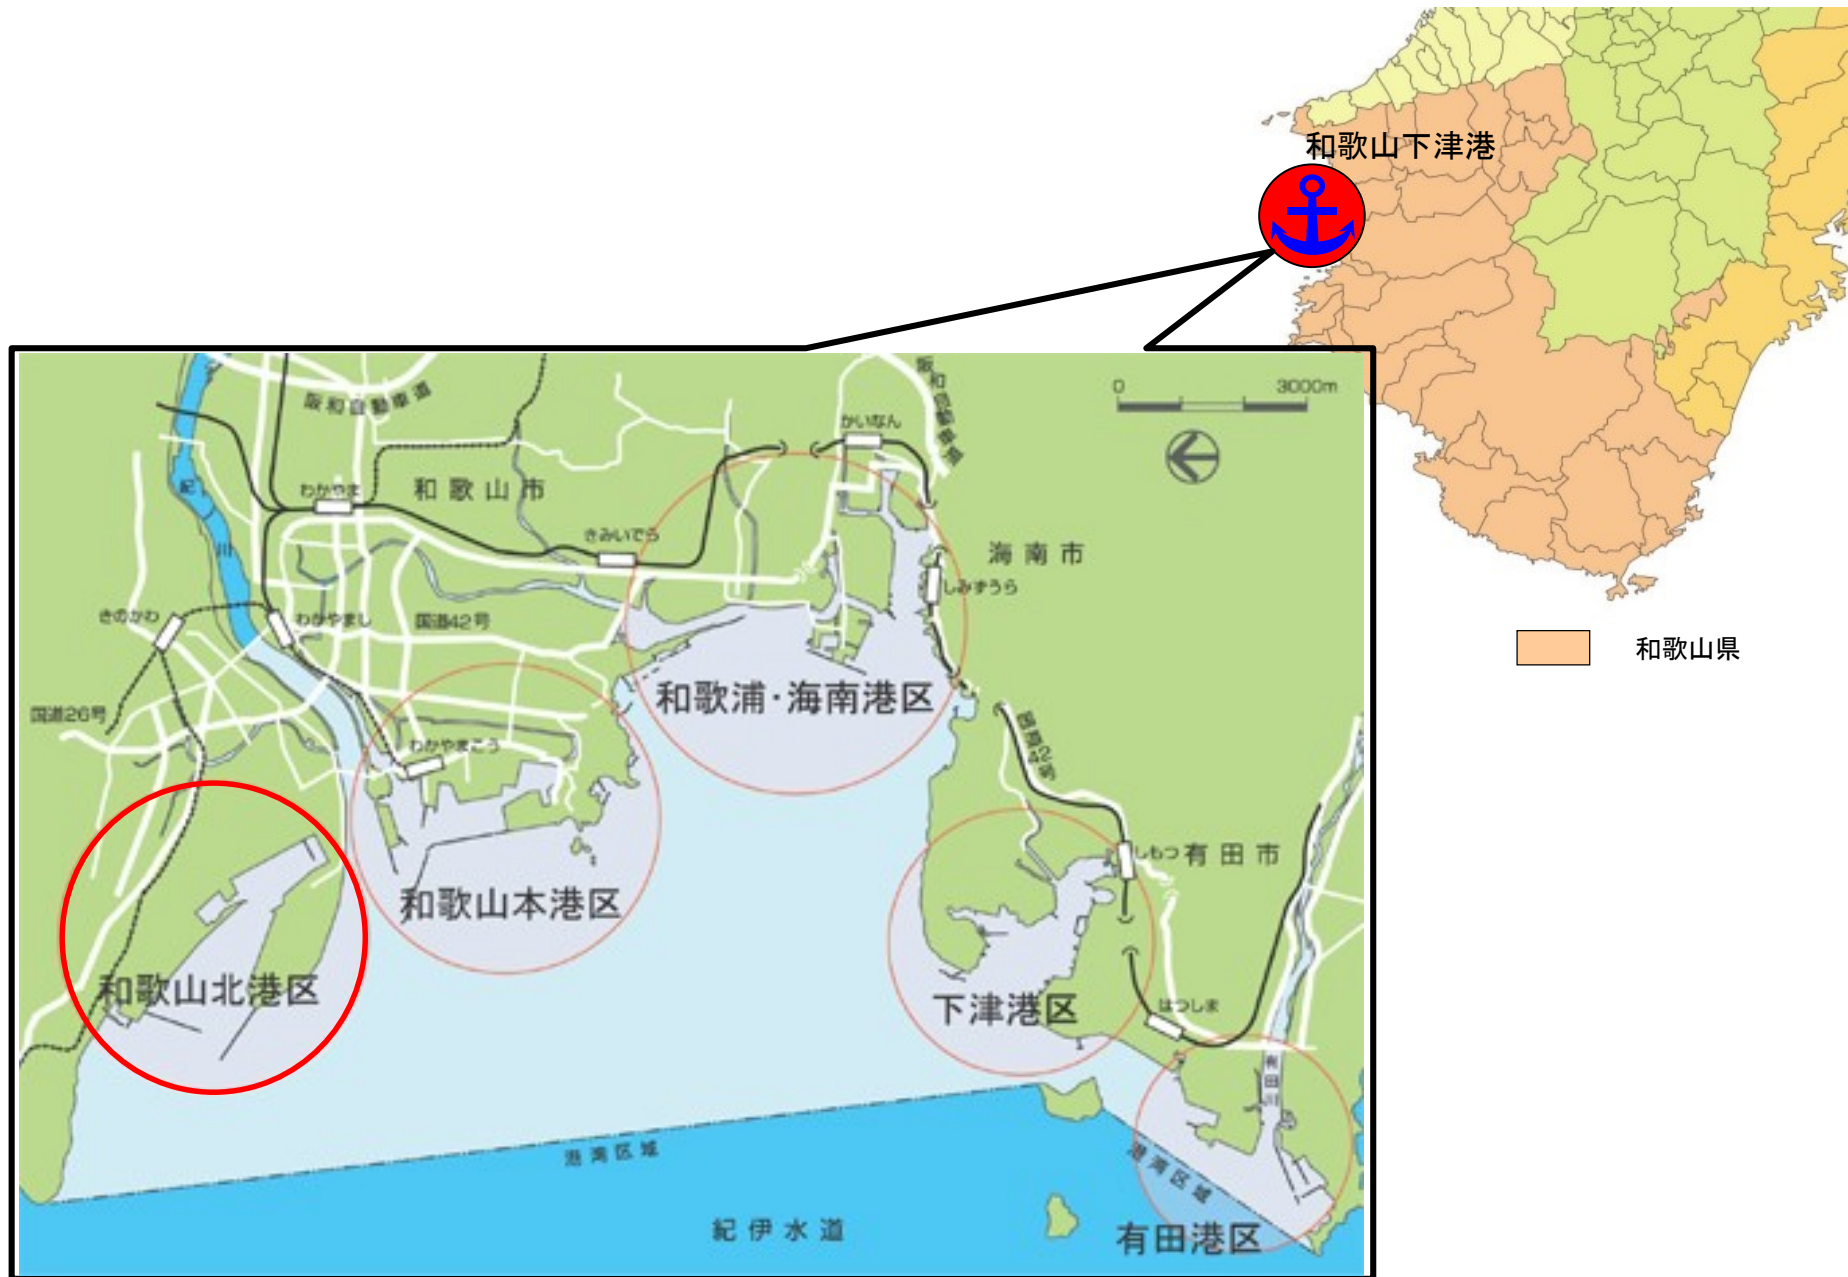 和歌山下津港
和歌山県
0
3000m
阪和自動車道
阪和自動車道
かいなん
紀
川
わかやま
和歌山市
きみいでら
海南市
しみずうら
きのかわ
わかやまし
国道42号
国道26号
和歌浦・海南港区
わかやまこう
国道42号
しもつ
有田市
和歌山本港区
和歌山北港区
下津港区
はつしま
有田川
港湾区域
港湾区域
紀伊水道
有田港区